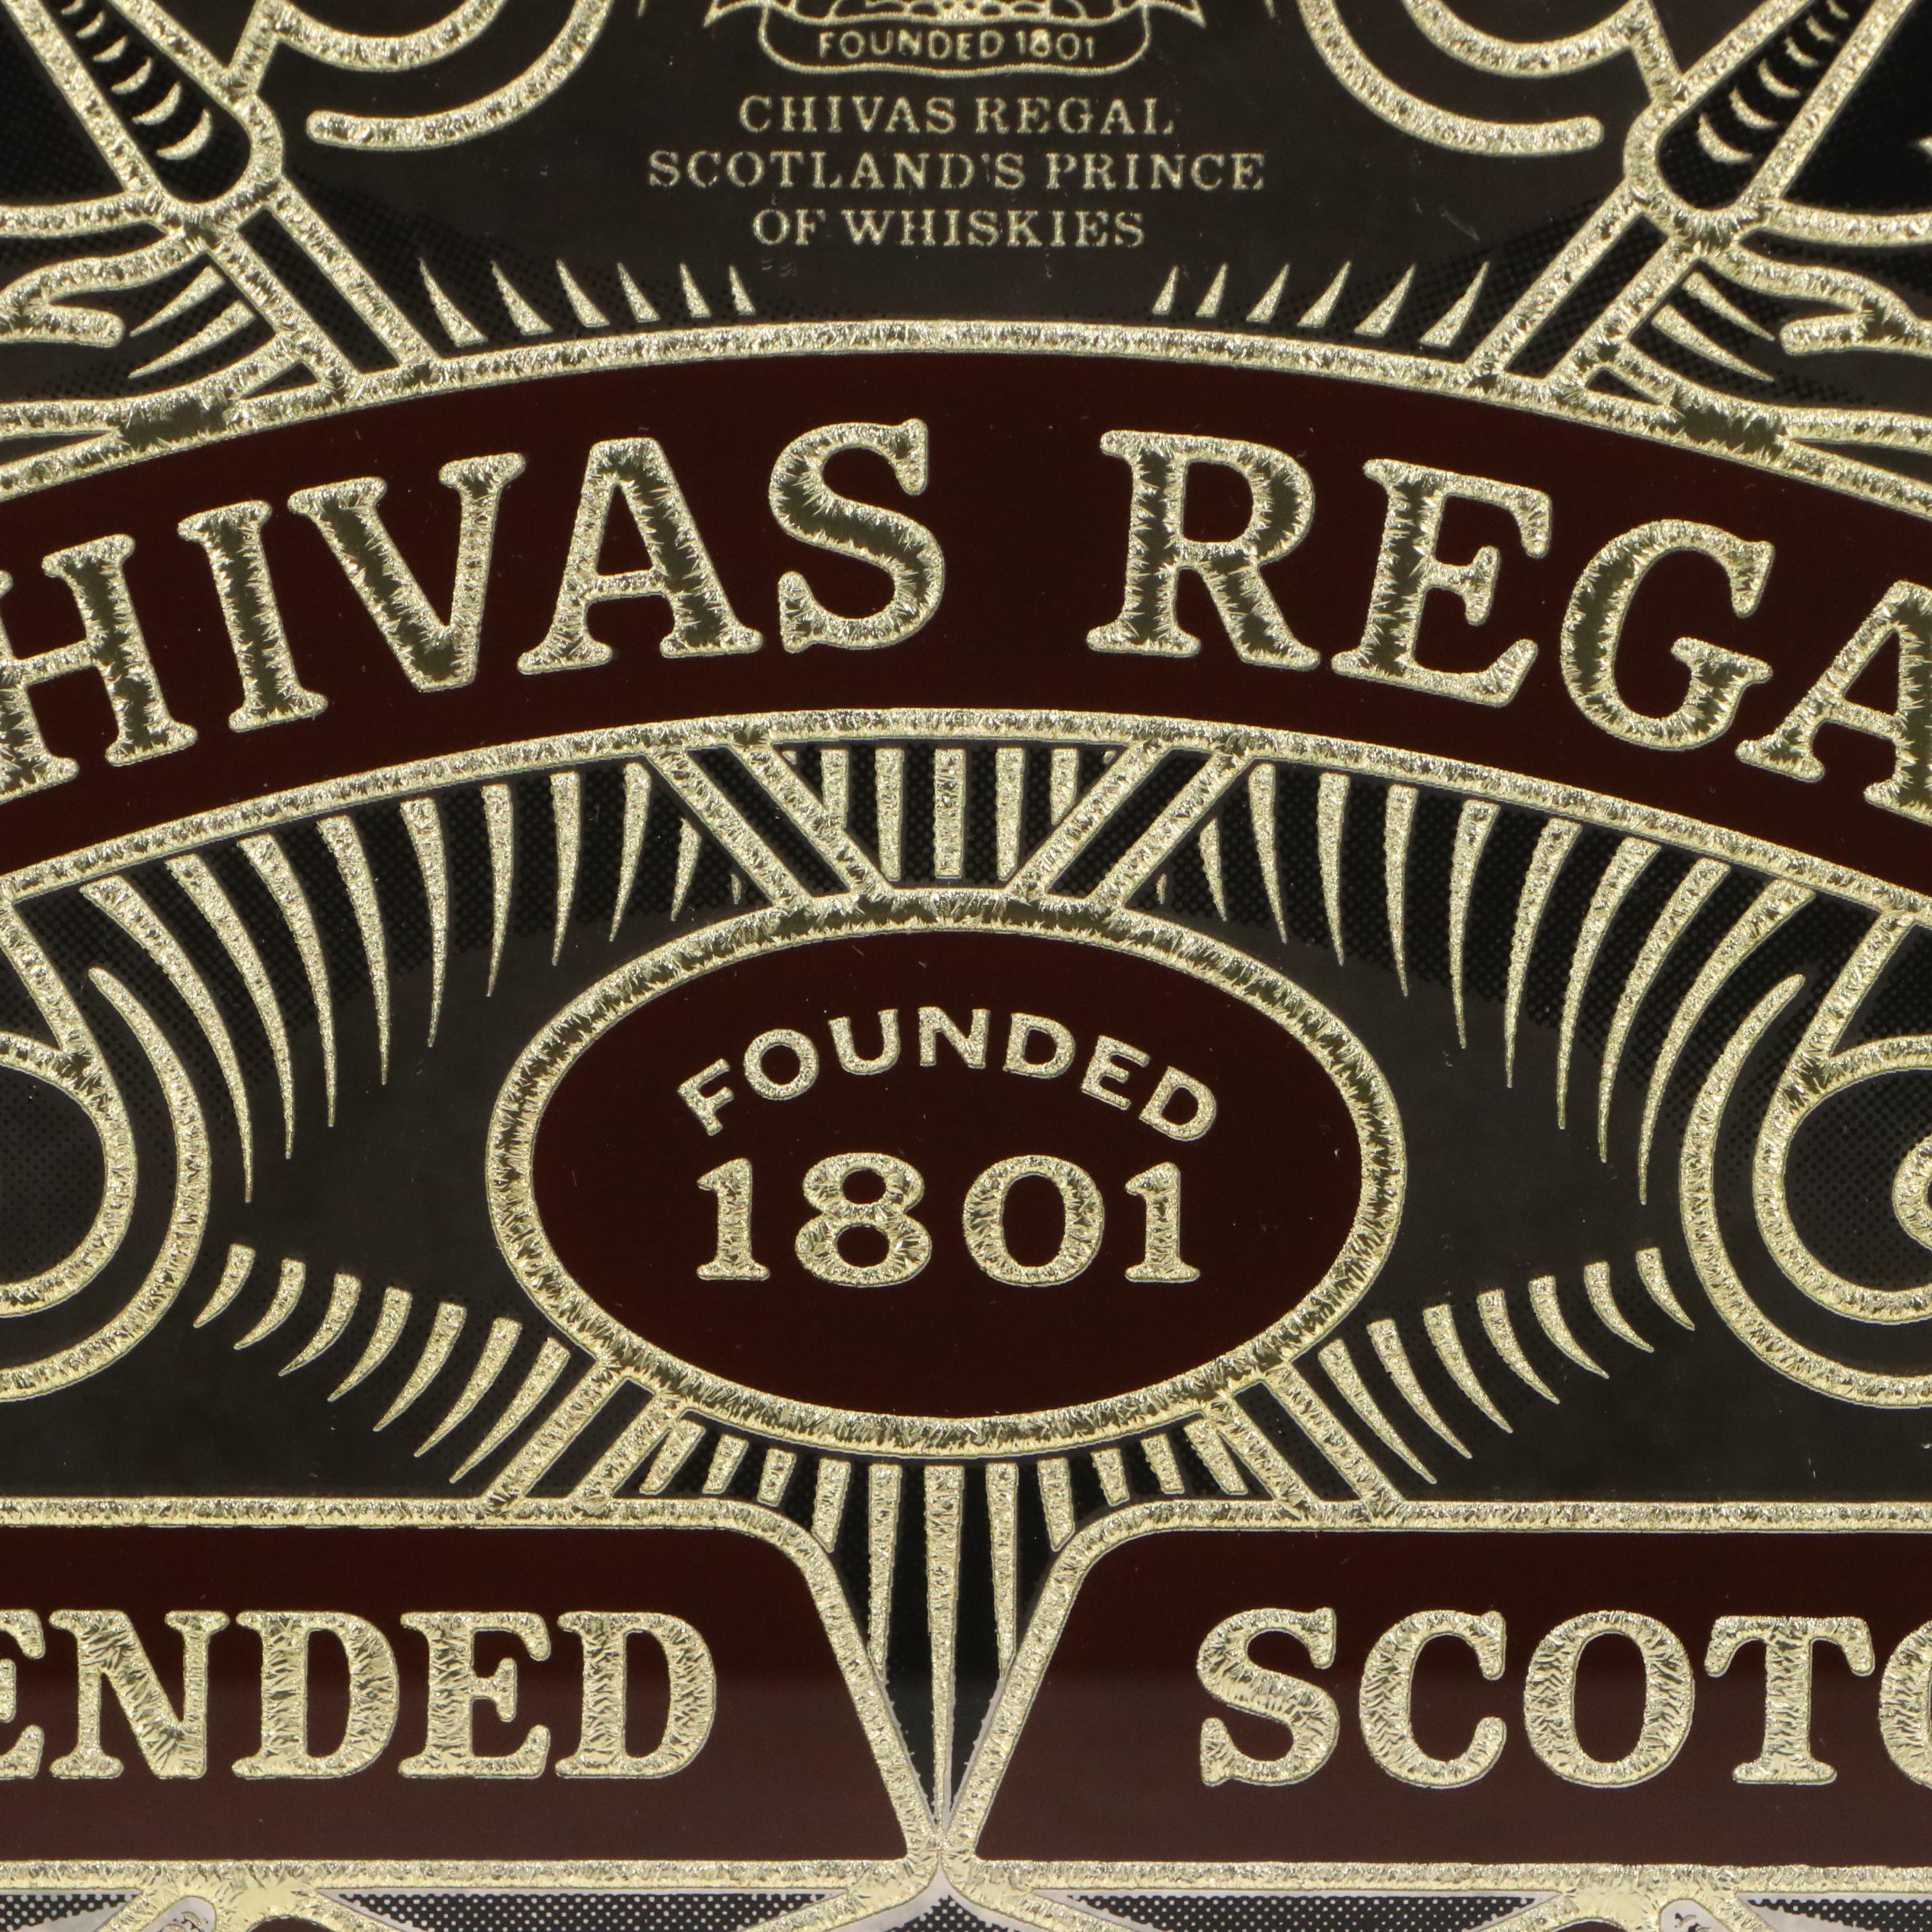 FOUNDED 1801
CHIVAS REGAL
SCOTLAND'S PRINCE
OF WHISKIES
HIVAS REGA
FOUNDED
1801
ENDED SCOTC